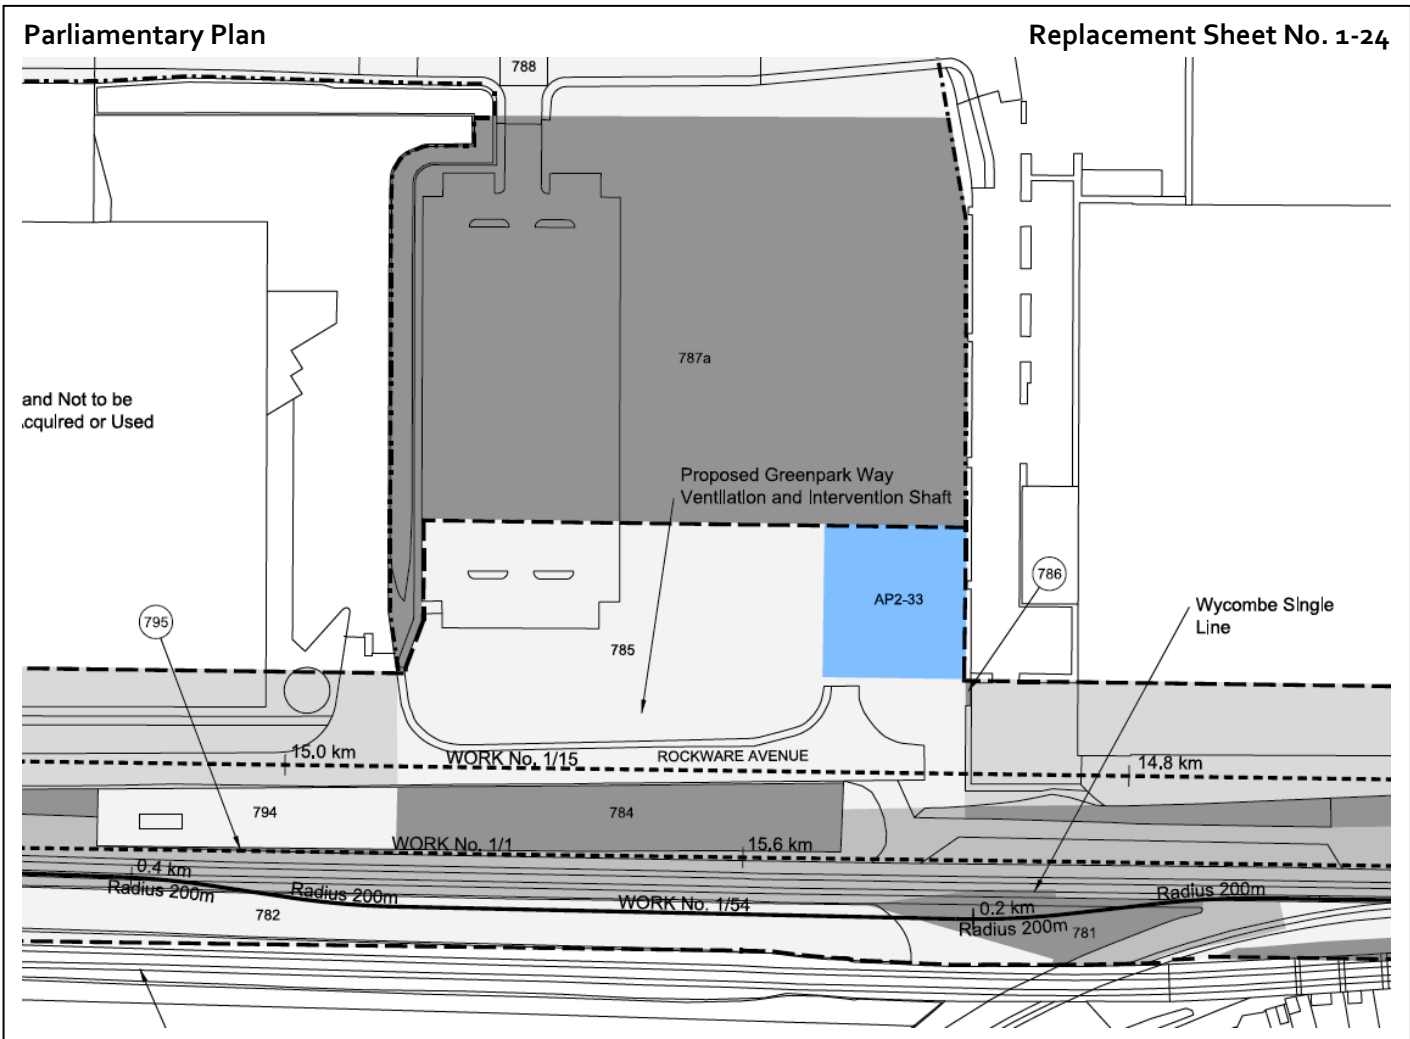 Parliamentary Plan
Replacement Sheet No. 1-24
788
787a
and Not to be
cquired or Used
Proposed Greenpark Way
Ventilation and Intervention Shaft
786
AP2-33
Wycombe Single
Line
795
785
15.0 km
WORK No. 1/15
ROCKWARE AVENUE
14.8 km
794
784
WORK No. 1/1
15.6 km
0.4 km
Radius 200m
Radius 200m
WORK No. 1/54
Radius 200m
0.2 km
782
Radius 200m
781